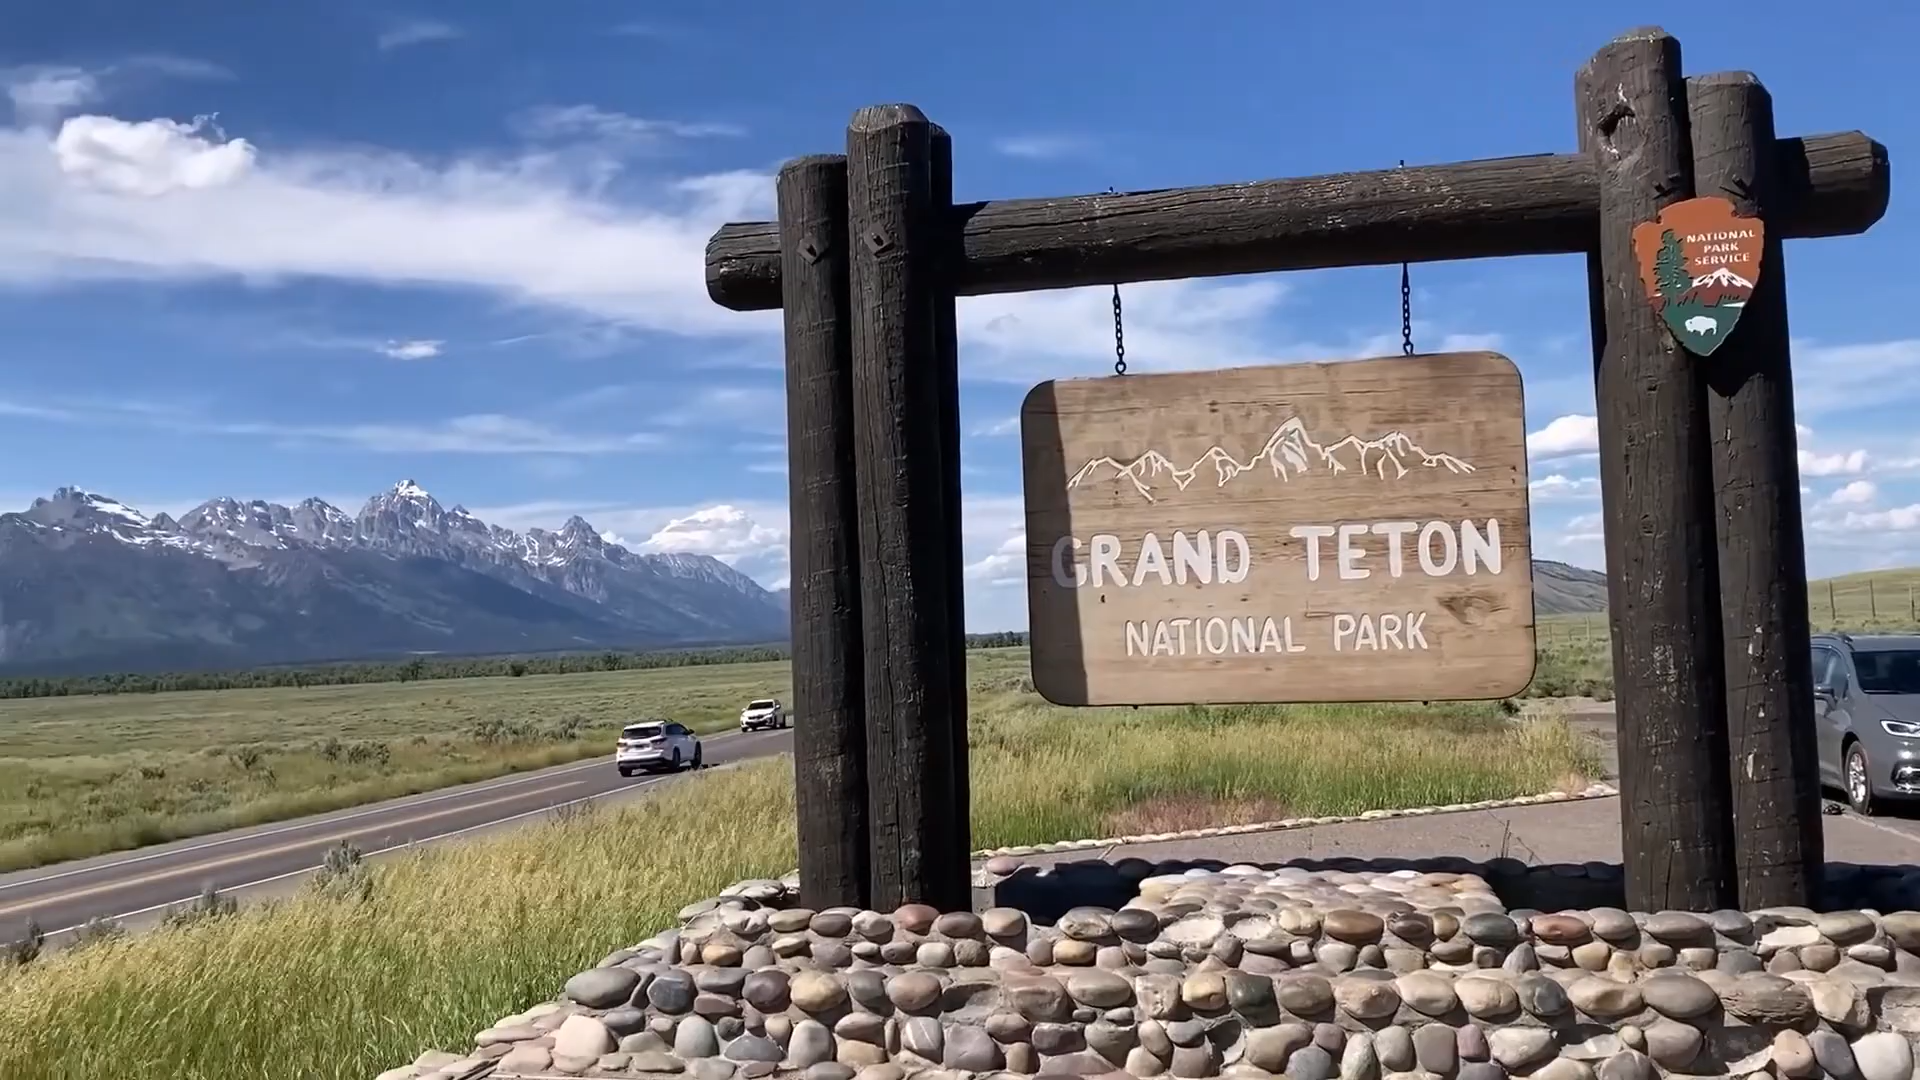 NATIONAL
PARK
SERVICE
GRAND TETON
NATIONAL PARK